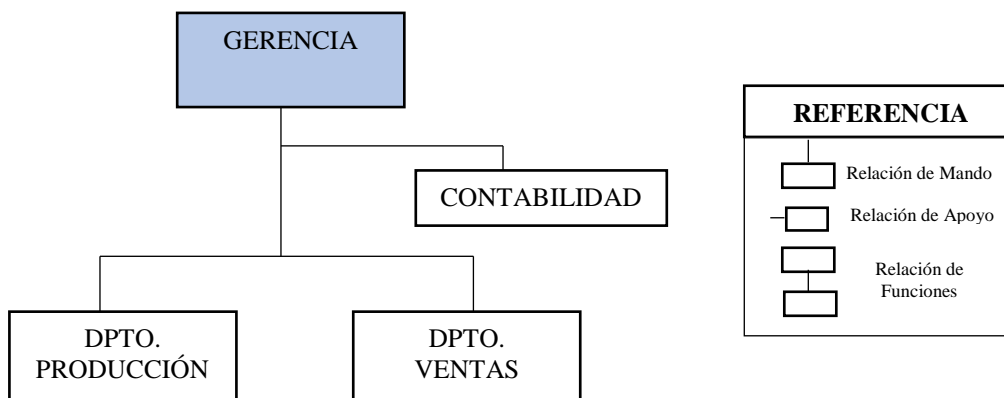 GERENCIA
CONTABILIDAD
DPTO.
PRODUCCIÓN
DPTO.
VENTAS
REFERENCIA
Relación de Mando
Relación de Apoyo
Relación de
Funciones